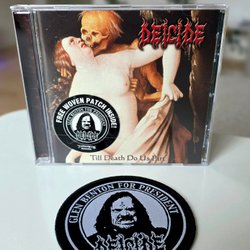 DEICIDE
FREE WOVEN PATCH INSIDE!
Till Death Do Us Part
GLEN BENTON FOR PRESIDENT
DEICIDE